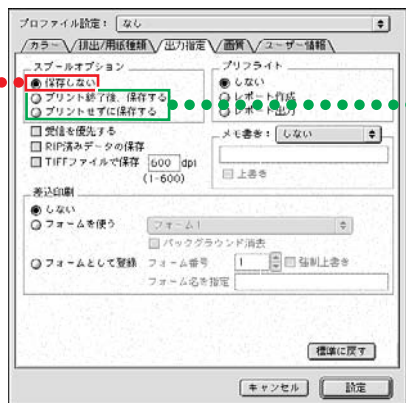 プロファイル設定： なし
カラー 排出/用紙種類 出力指定 画質 ユーザー情報
スプールオプション
保存しない
プリント終了後、保存する
プリントせずに保存する
プリフライト
しない
レポート作成
レポート出力
受信を優先する
RIP済みデータの保存
TIFFファイルで保存 600 dpi
(1-600)
メモ書き： しない
上書き
差込印刷
しない
フォームを使う フォーム1
バックグラウンド消去
フォームとして登録 フォーム番号 1 強制上書き
フォーム名を指定
標準に戻す
キャンセル 設定